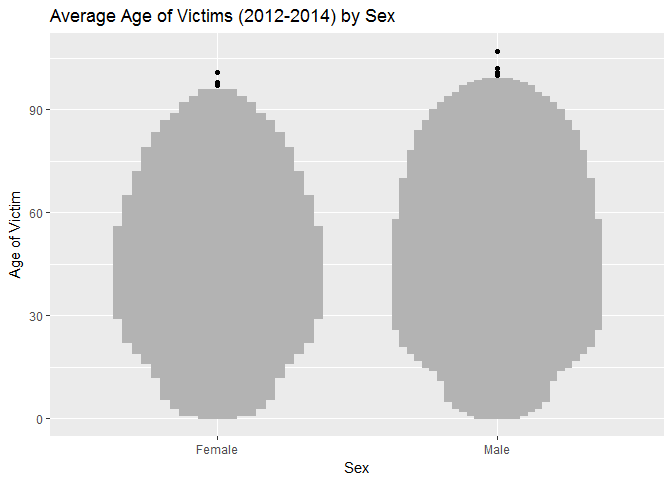 Average Age of Victims (2012-2014) by Sex
90
60
30
0
Age of Victim
Female
Male
Sex